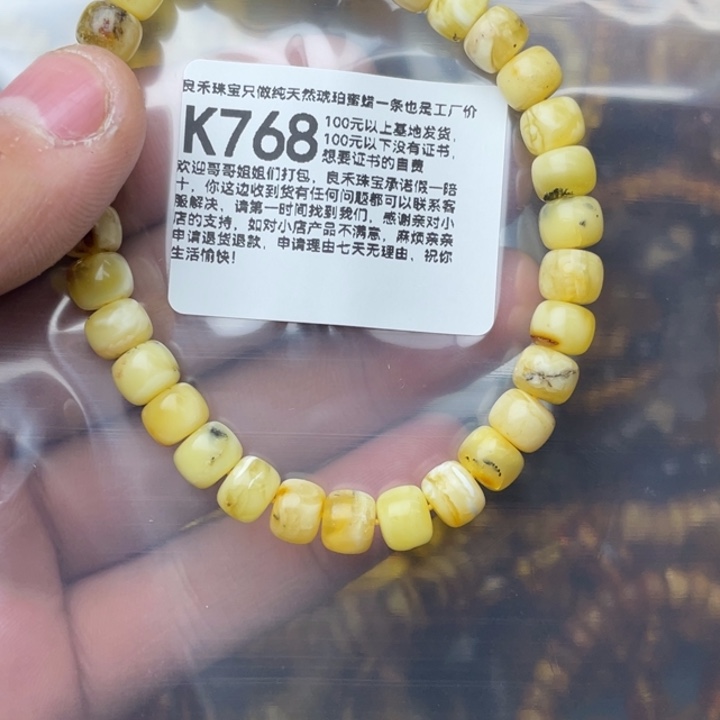 良禾珠宝只做纯天然琥珀蜜蜡一条也是工厂价
K768
100元以上基地发货，
100元以下没有证书，
想要证书的自费
欢迎哥哥姐姐们打包，良禾珠宝承诺假一赔
十，你这边收到货有任何问题都可以联系客
服解决，请第一时间找到我们，感谢亲对小
店的支持，如对小店产品不满意，麻烦亲亲
申请退货退款，申请理由七天无理由，祝你
生活愉快！